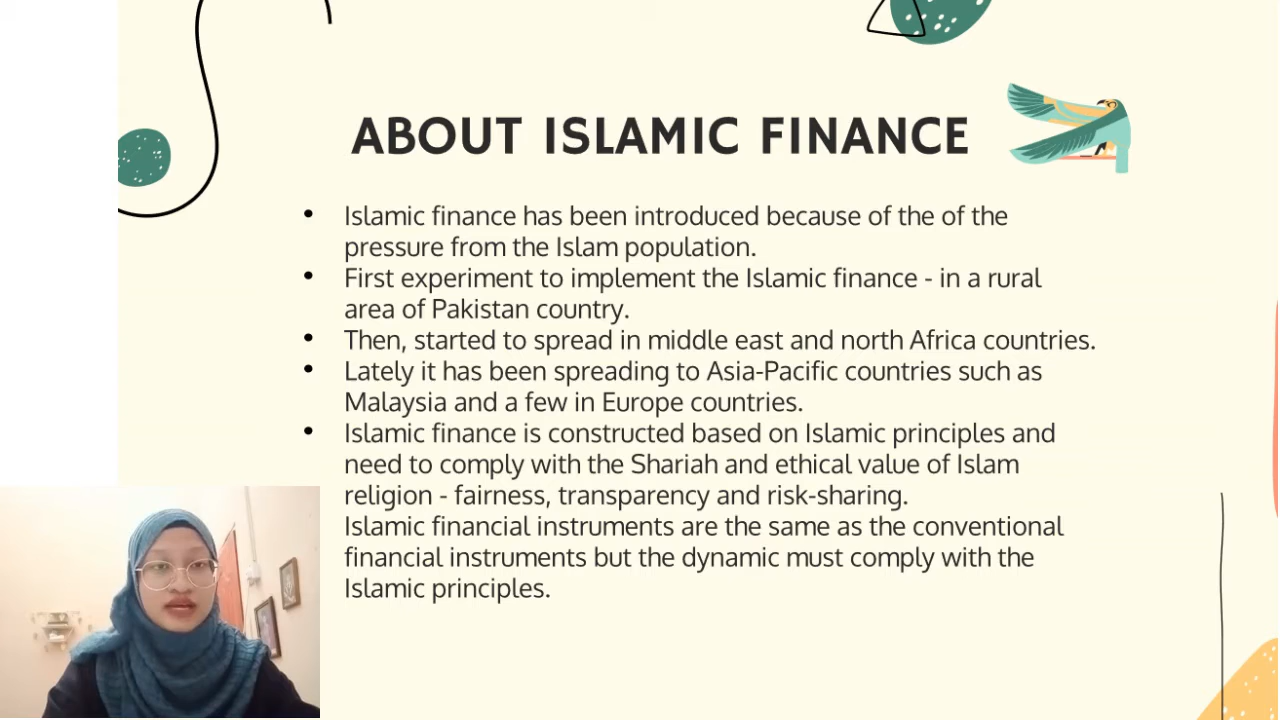 ABOUT ISLAMIC FINANCE
• Islamic finance has been introduced because of the of the
pressure from the Islam population.
• First experiment to implement the Islamic finance - in a rural
area of Pakistan country.
• Then, started to spread in middle east and north Africa countries.
• Lately it has been spreading to Asia-Pacific countries such as
Malaysia and a few in Europe countries.
• Islamic finance is constructed based on Islamic principles and
need to comply with the Shariah and ethical value of Islam
religion - fairness, transparency and risk-sharing.
Islamic financial instruments are the same as the conventional
financial instruments but the dynamic must comply with the
Islamic principles.